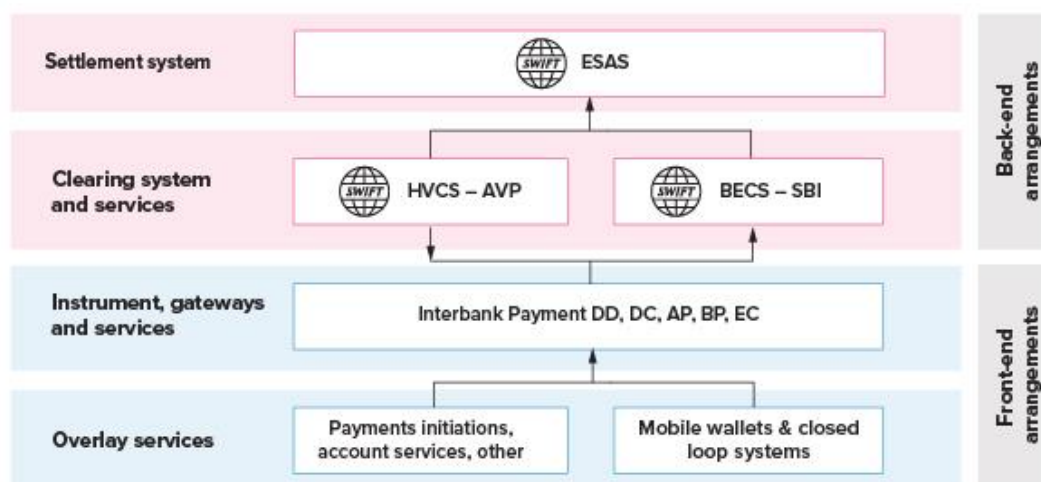 Settlement system
SWIFT ESAS
Back-end
arrangements
Clearing system
and services
SWIFT HVCS – AVP
SWIFT BECS – SBI
Instrument, gateways
and services
Interbank Payment DD, DC, AP, BP, EC
Front-end
arrangements
Overlay services
Payments initiations,
account services, other
Mobile wallets & closed
loop systems